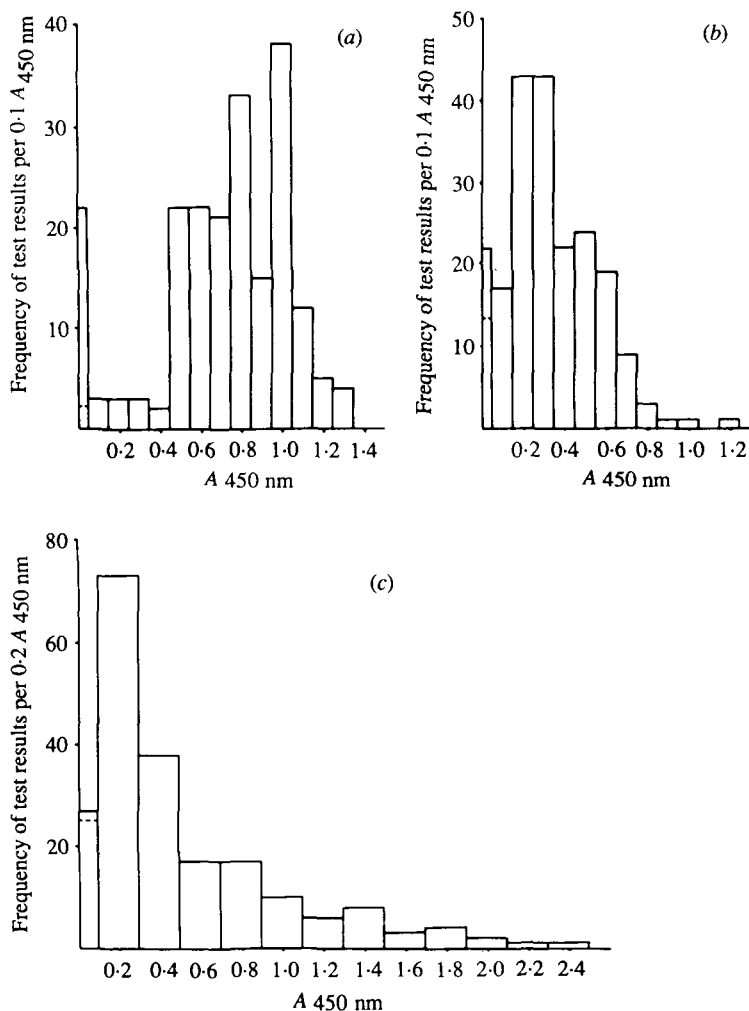 (a)
Frequency of test results per 0·1 A 450 nm
40
30
20
10
0·2 0·4 0·6 0·8 1·0 1·2 1·4
A 450 nm
(b)
Frequency of test results per 0·1 A 450 nm
50
40
30
20
10
0·2 0·4 0·6 0·8 1·0 1·2
A 450 nm
(c)
Frequency of test results per 0·2 A 450 nm
80
60
40
20
0·2 0·4 0·6 0·8 1·0 1·2 1·4 1·6 1·8 2·0 2·2 2·4
A 450 nm